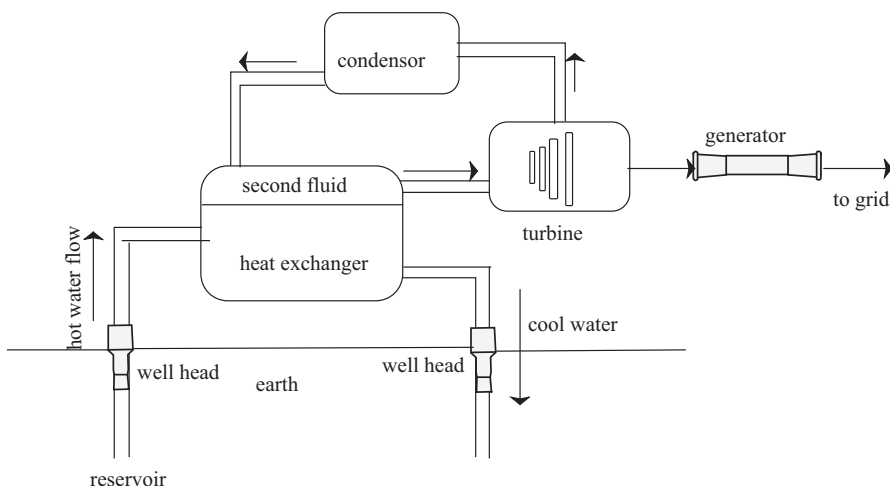 condensor
generator
second fluid
to grid
turbine
hot water flow
heat exchanger
cool water
well head
well head
earth
reservoir